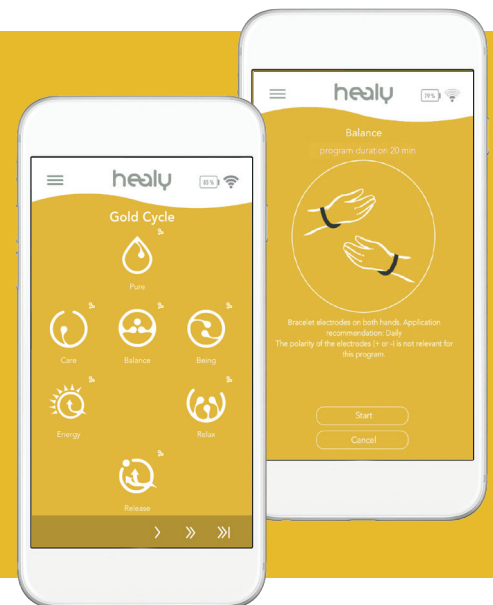 healy
85%
Gold Cycle
Pure
Care
Balance
Being
Energy
Relax
Release
healy
79%
Balance
program duration 20 min
Bracelet electrodes on both hands. Application
recommendation: Daily
The polarity of the electrodes (+ or -) is not relevant for
this program.
Start
Cancel